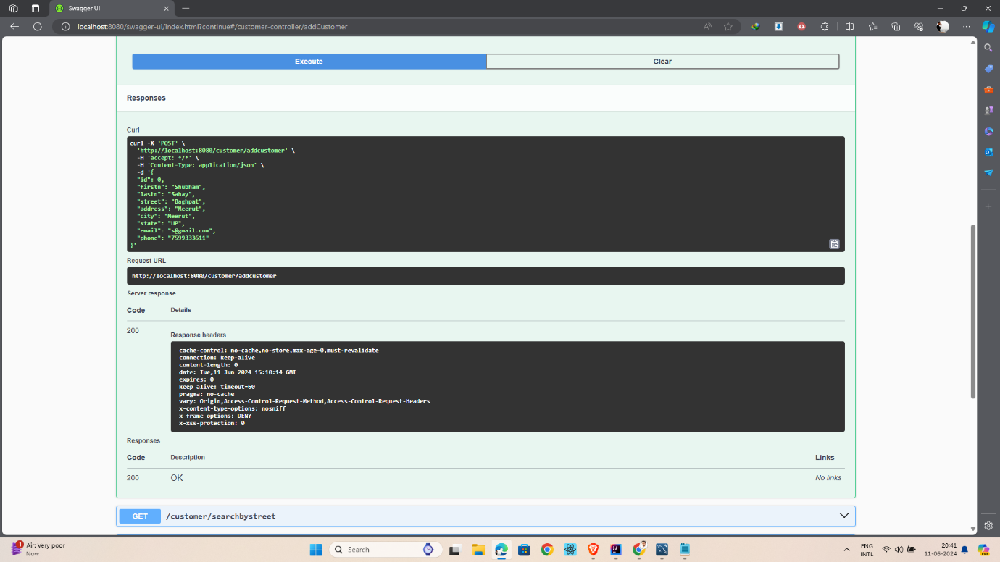 Swagger UI
localhost:8080/swagger-ui/index.html?continue#/customer-controller/addCustomer
Execute
Clear
Responses
Curl
curl -X 'POST' \
'http://localhost:8080/customer/addcustomer' \
-H 'accept: */*' \
-H 'Content-Type: application/json' \
-d '{
"id": 0,
"firstn": "Shubham",
"lastn": "Sahay",
"street": "Baghpat",
"address": "Meerut",
"city": "Meerut",
"state": "UP",
"email": "s@gmail.com",
"phone": "7599333611"
}'
Request URL
http://localhost:8080/customer/addcustomer
Server response
Code Details
200
Response headers
cache-control: no-cache,no-store,max-age=0,must-revalidate
connection: keep-alive
content-length: 0
date: Tue,11 Jun 2024 15:10:14 GMT
expires: 0
keep-alive: timeout=60
pragma: no-cache
vary: Origin,Access-Control-Request-Method,Access-Control-Request-Headers
x-content-type-options: nosniff
x-frame-options: DENY
x-xss-protection: 0
Responses
Code Description Links
200 OK No links
GET /customer/searchbystreet
1 Air: Very poor
Now
Search
ENG
INTL
20:41
11-06-2024